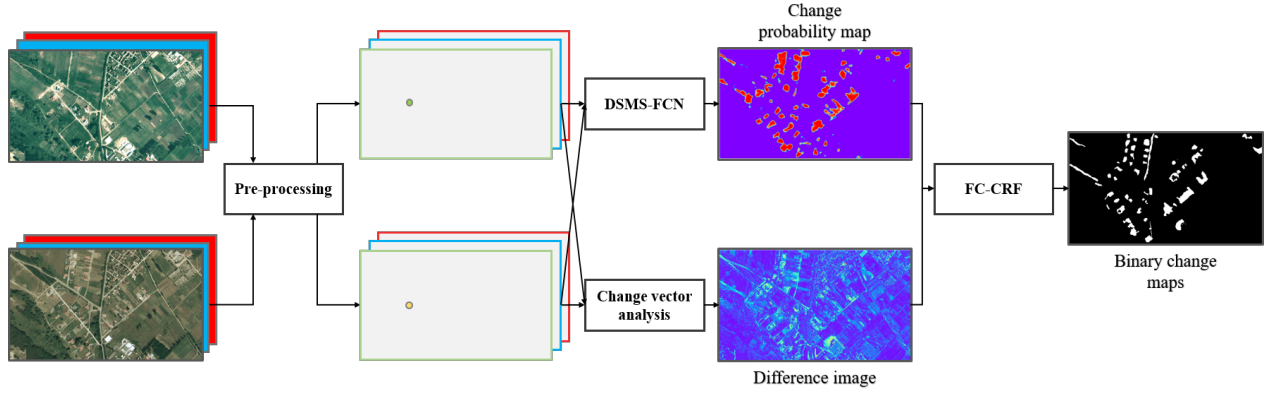 Change
probability map
DSMS-FCN
Pre-processing
FC-CRF
Change vector
analysis
Binary change
maps
Difference image